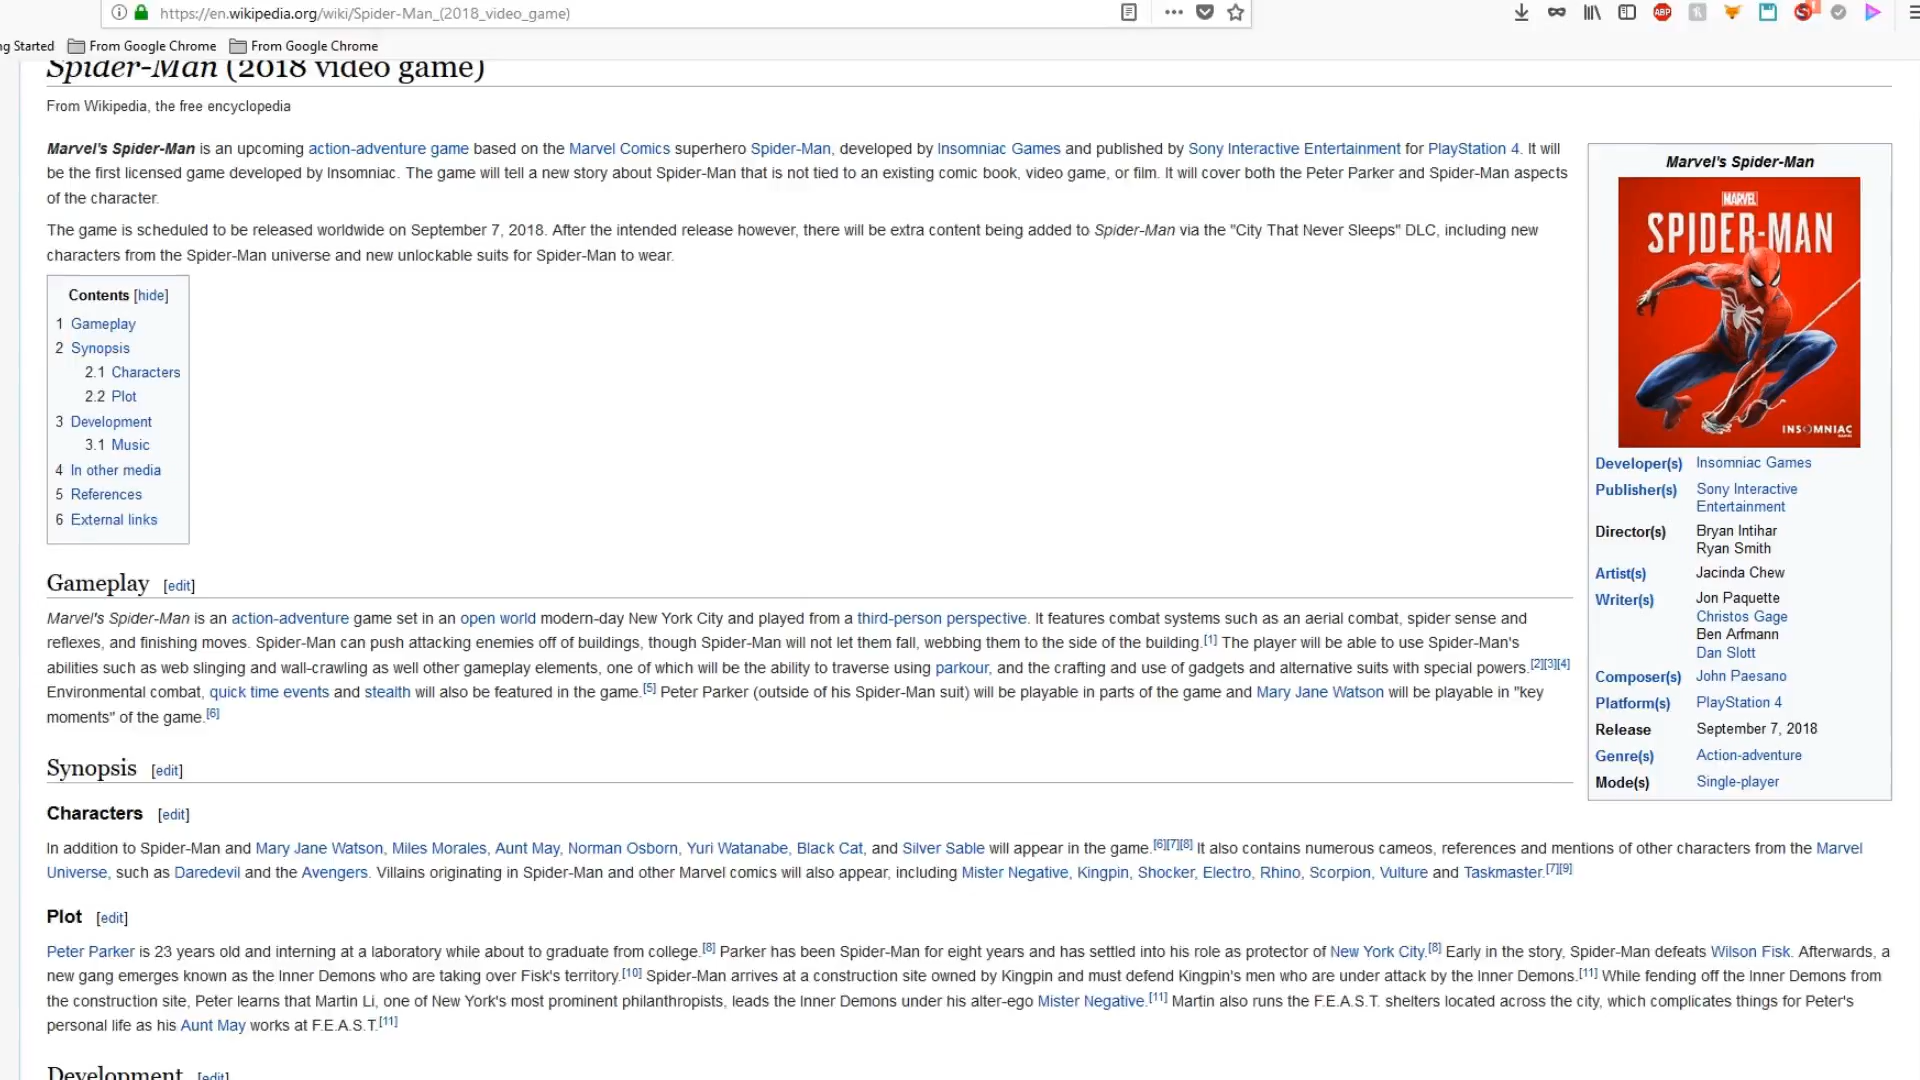 https://en.wikipedia.org/wiki/Spider-Man_(2018_video_game)
ng Started From Google Chrome From Google Chrome
Spider-Man (2018 video game)
From Wikipedia, the free encyclopedia
Marvel's Spider-Man is an upcoming action-adventure game based on the Marvel Comics superhero Spider-Man, developed by Insomniac Games and published by Sony Interactive Entertainment for PlayStation 4. It will
be the first licensed game developed by Insomniac. The game will tell a new story about Spider-Man that is not tied to an existing comic book, video game, or film. It will cover both the Peter Parker and Spider-Man aspects
of the character.
The game is scheduled to be released worldwide on September 7, 2018. After the intended release however, there will be extra content being added to Spider-Man via the "City That Never Sleeps" DLC, including new
characters from the Spider-Man universe and new unlockable suits for Spider-Man to wear.
Contents [hide]
1 Gameplay
2 Synopsis
2.1 Characters
2.2 Plot
3 Development
3.1 Music
4 In other media
5 References
6 External links
Gameplay [edit]
Marvel's Spider-Man is an action-adventure game set in an open world modern-day New York City and played from a third-person perspective. It features combat systems such as an aerial combat, spider sense and
reflexes, and finishing moves. Spider-Man can push attacking enemies off of buildings, though Spider-Man will not let them fall, webbing them to the side of the building.[1] The player will be able to use Spider-Man's
abilities such as web slinging and wall-crawling as well other gameplay elements, one of which will be the ability to traverse using parkour, and the crafting and use of gadgets and alternative suits with special powers.[2][3][4]
Environmental combat, quick time events and stealth will also be featured in the game.[5] Peter Parker (outside of his Spider-Man suit) will be playable in parts of the game and Mary Jane Watson will be playable in "key
moments" of the game.[6]
Synopsis [edit]
Characters [edit]
In addition to Spider-Man and Mary Jane Watson, Miles Morales, Aunt May, Norman Osborn, Yuri Watanabe, Black Cat, and Silver Sable will appear in the game.[6][7][8] It also contains numerous cameos, references and mentions of other characters from the Marvel
Universe, such as Daredevil and the Avengers. Villains originating in Spider-Man and other Marvel comics will also appear, including Mister Negative, Kingpin, Shocker, Electro, Rhino, Scorpion, Vulture and Taskmaster.[7][9]
Plot [edit]
Peter Parker is 23 years old and interning at a laboratory while about to graduate from college.[8] Parker has been Spider-Man for eight years and has settled into his role as protector of New York City.[8] Early in the story, Spider-Man defeats Wilson Fisk. Afterwards, a
new gang emerges known as the Inner Demons who are taking over Fisk's territory.[10] Spider-Man arrives at a construction site owned by Kingpin and must defend Kingpin's men who are under attack by the Inner Demons.[11] While fending off the Inner Demons from
the construction site, Peter learns that Martin Li, one of New York's most prominent philanthropists, leads the Inner Demons under his alter-ego Mister Negative.[11] Martin also runs the F.E.A.S.T. shelters located across the city, which complicates things for Peter's
personal life as his Aunt May works at F.E.A.S.T.[11]
Development [edit]
Marvel's Spider-Man
MARVEL
SPIDER-MAN
INSOMNIAC
Developer(s) Insomniac Games
Publisher(s) Sony Interactive
Entertainment
Director(s) Bryan Intihar
Ryan Smith
Artist(s) Jacinda Chew
Writer(s) Jon Paquette
Christos Gage
Ben Arfmann
Dan Slott
Composer(s) John Paesano
Platform(s) PlayStation 4
Release September 7, 2018
Genre(s) Action-adventure
Mode(s) Single-player
ABP